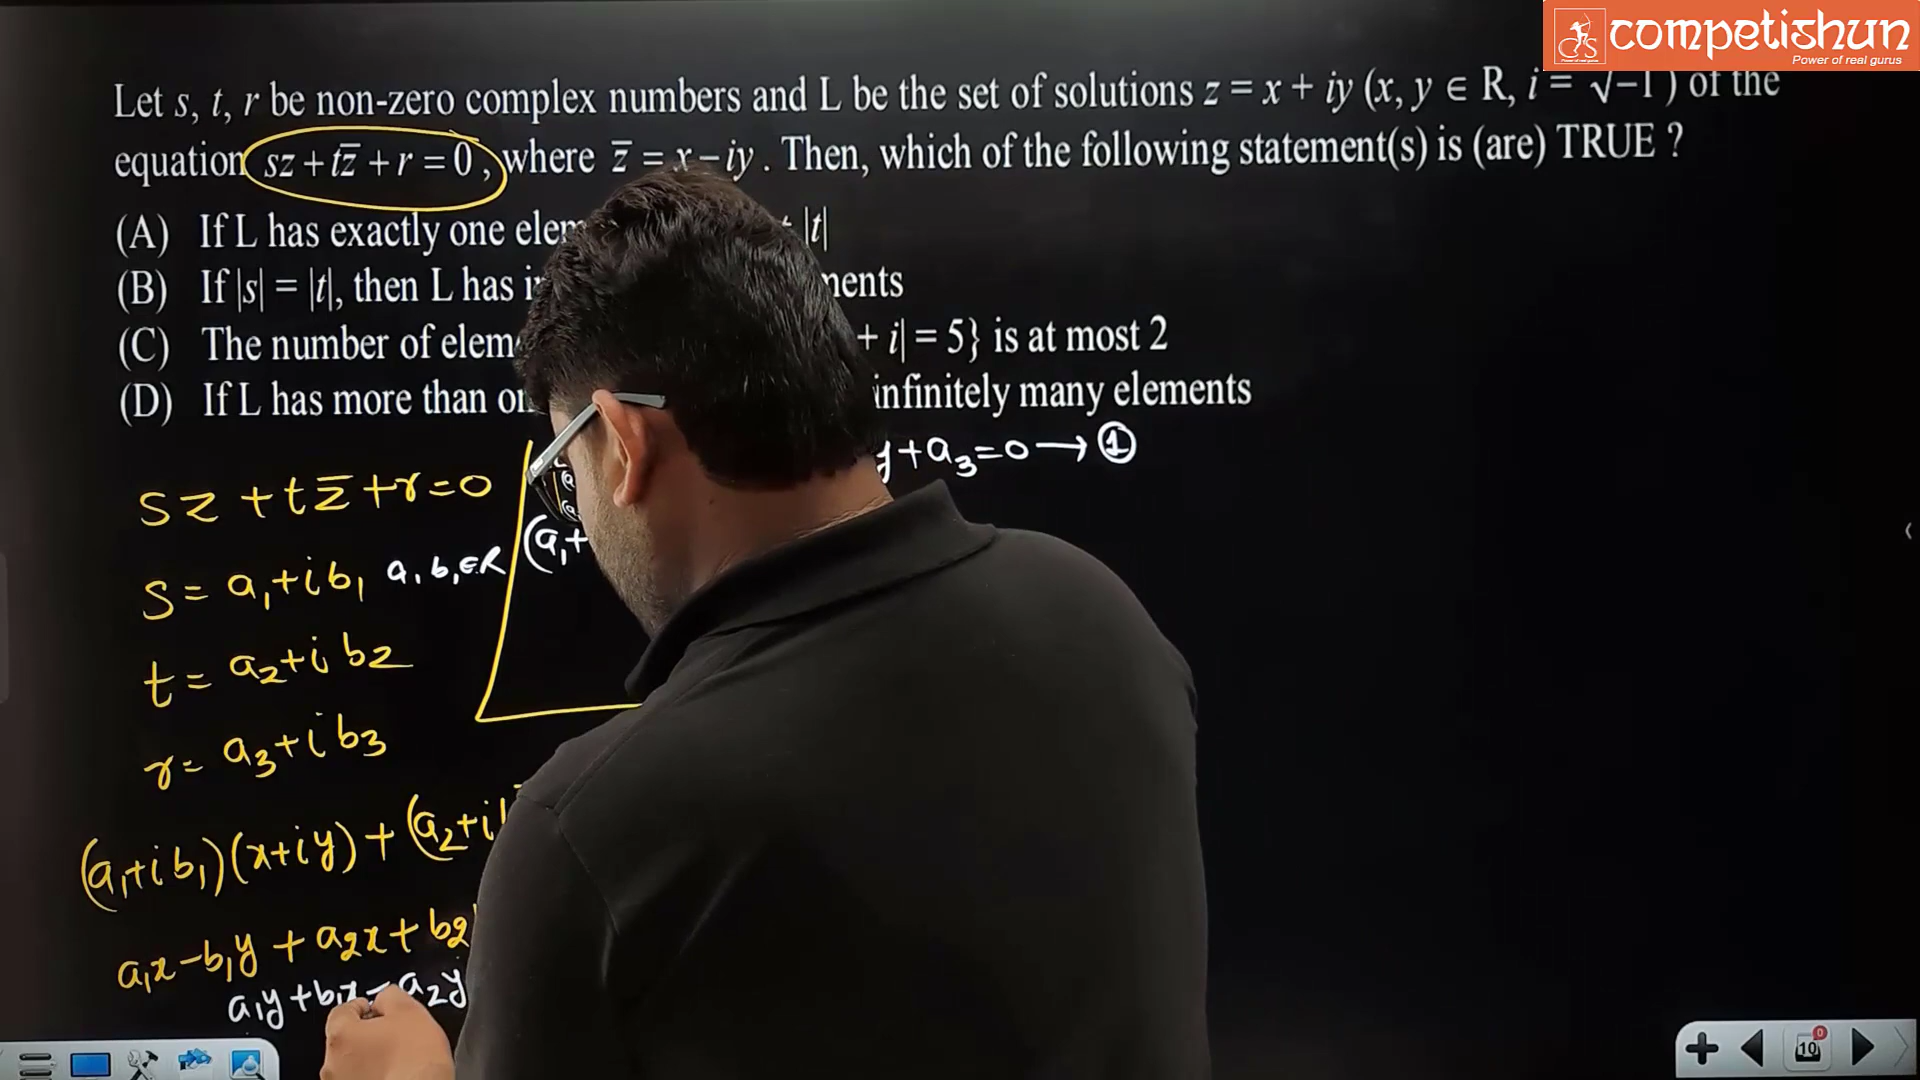 competishun
Power of real gurus
Let s, t, r be non-zero complex numbers and L be the set of solutions z = x + iy (x, y ∈ R, i = √−1) of the
equation sz + tz̅ + r = 0, where z̅ = x − iy. Then, which of the following statement(s) is (are) TRUE ?
(A) If L has exactly one |t|
(B) If |s| = |t|, then L has
(C) The number of + i| = 5} is at most 2
(D) If L has more than infinitely many elements
y+a₃=0→①
sz+tz̅+r=0
s=a₁+ib₁ a₁b₁∈R (a₁+
t=a₂+ib₂
r=a₃+ib₃
(a₁+ib₁)(x+iy)+(a₂+i
a₁x−b₁y+a₂x+b₂
a₁y+b₁x−a₂y
10
0